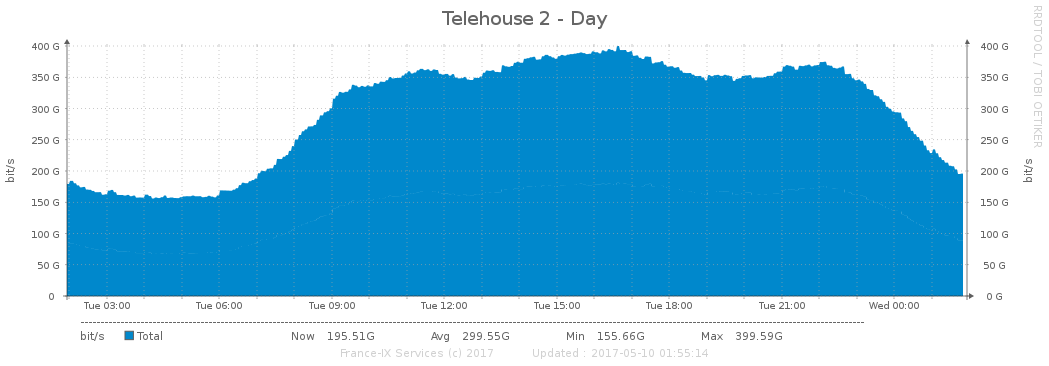 Telehouse 2 - Day
RRDTOOL / TOBI OETIKER
bit/s
400 G 400 G
350 G 350 G
300 G 300 G
250 G 250 G
200 G 200 G
150 G 150 G
100 G 100 G
50 G 50 G
0 0 G
bit/s
Tue 03:00 Tue 06:00 Tue 09:00 Tue 12:00 Tue 15:00 Tue 18:00 Tue 21:00 Wed 00:00
bit/s Total Now 195.51G Avg 299.55G Min 155.66G Max 399.59G
France-IX Services (c) 2017 Updated : 2017-05-10 01:55:14